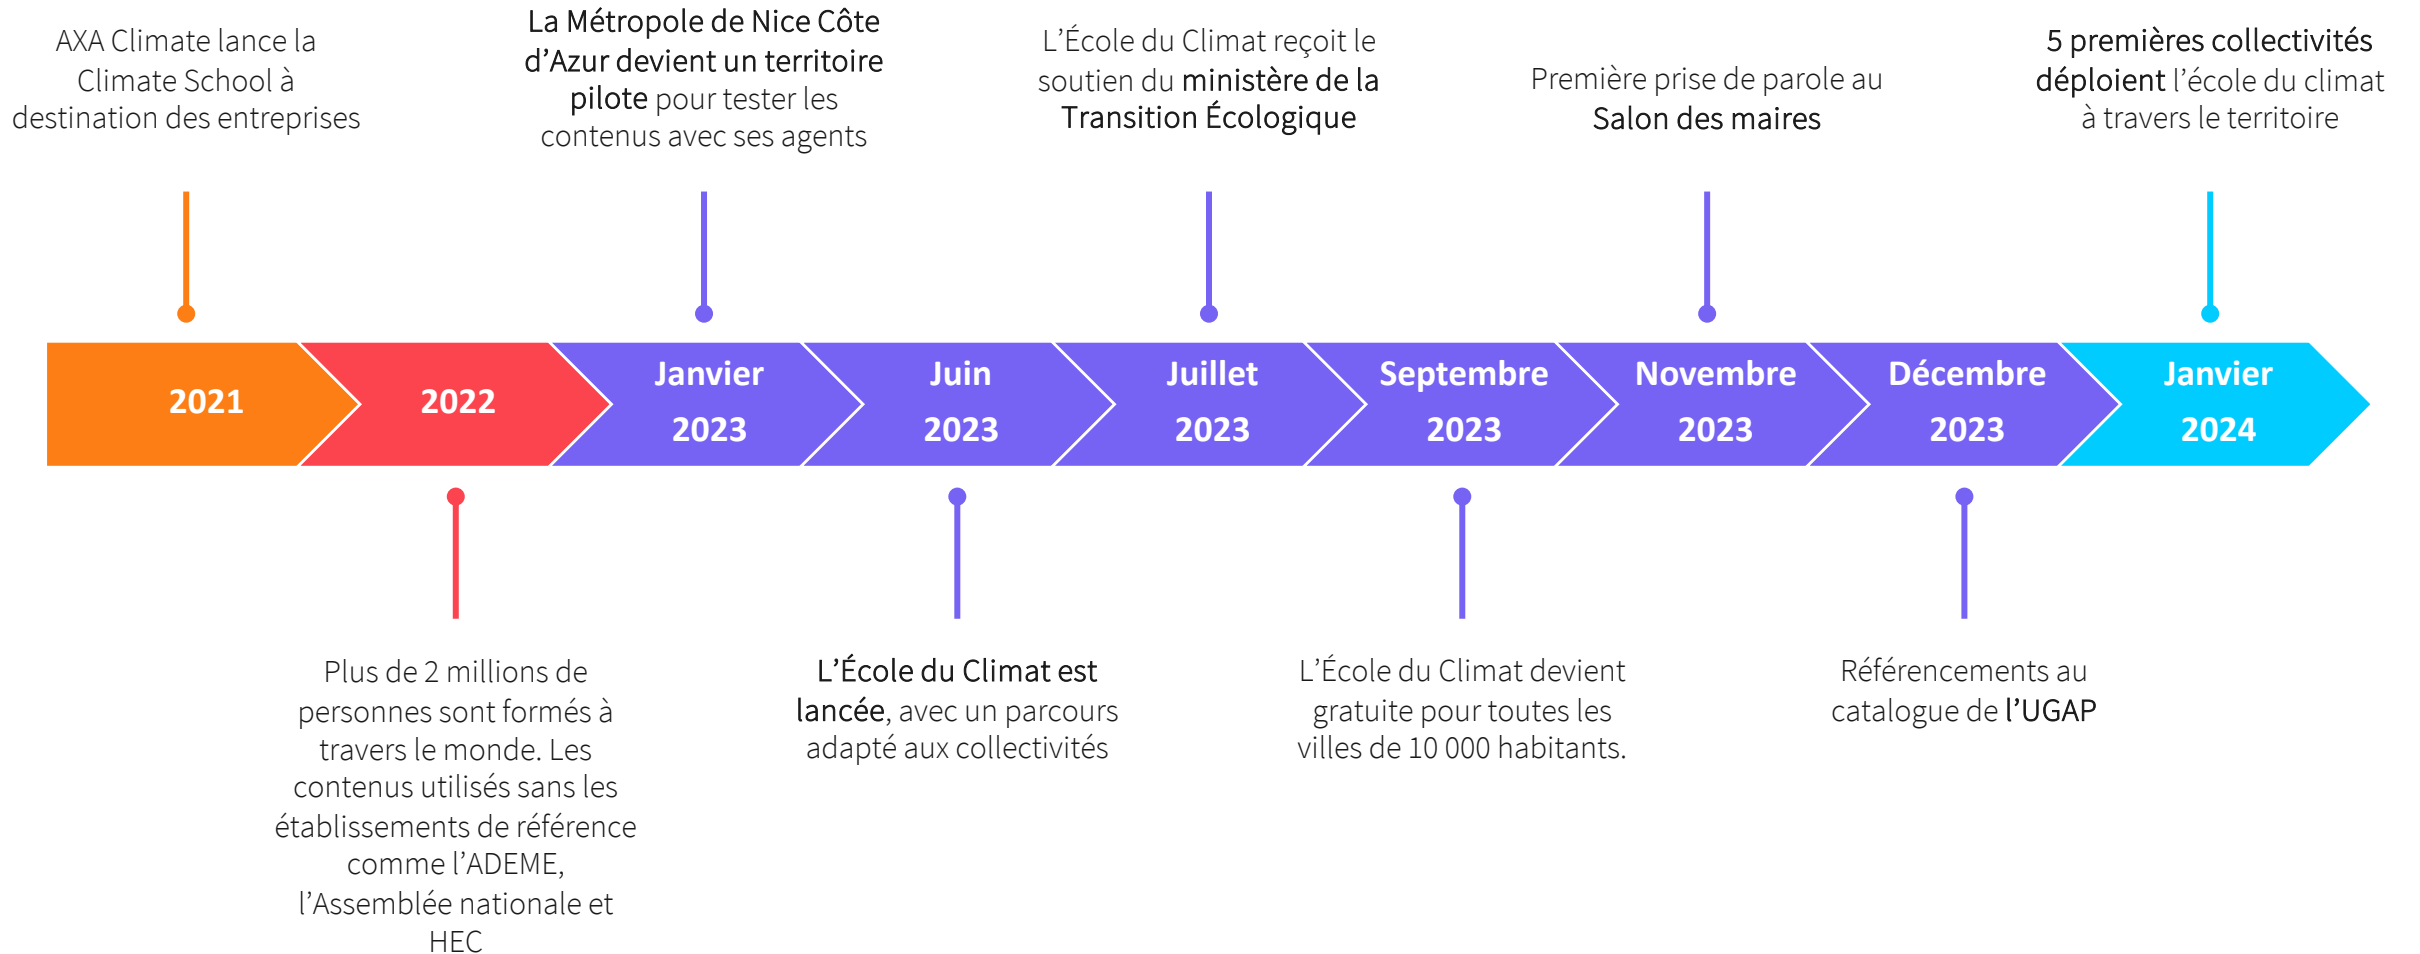 AXA Climate lance la
Climate School à
destination des entreprises
La Métropole de Nice Côte
d’Azur devient un territoire
pilote pour tester les
contenus avec ses agents
L’École du Climat reçoit le
soutien du ministère de la
Transition Écologique
Première prise de parole au
Salon des maires
5 premières collectivités
déploient l’école du climat
à travers le territoire
2021
2022
Janvier
2023
Juin
2023
Juillet
2023
Septembre
2023
Novembre
2023
Décembre
2023
Janvier
2024
Plus de 2 millions de
personnes sont formés à
travers le monde. Les
contenus utilisés sans les
établissements de référence
comme l’ADEME,
l’Assemblée nationale et
HEC
L’École du Climat est
lancée, avec un parcours
adapté aux collectivités
L’École du Climat devient
gratuite pour toutes les
villes de 10 000 habitants.
Référencements au
catalogue de l’UGAP